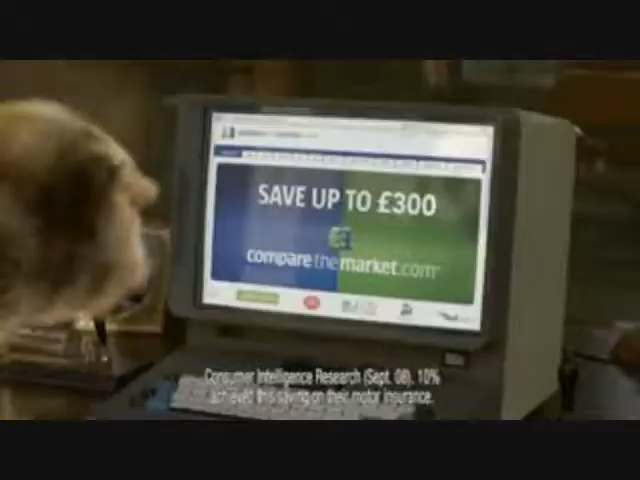 SAVE UP TO £300
comparethemarket.com
Consumer Intelligence Research (Sept. 08). 10%
achieved this saving on their motor insurance.